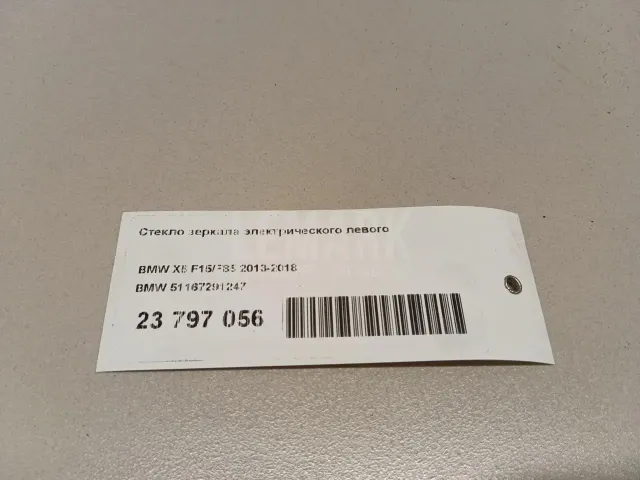 Стекло зеркала электрического левого
BMW X5 F15/F85 2013-2018
BMW 51167291247
23 797 056